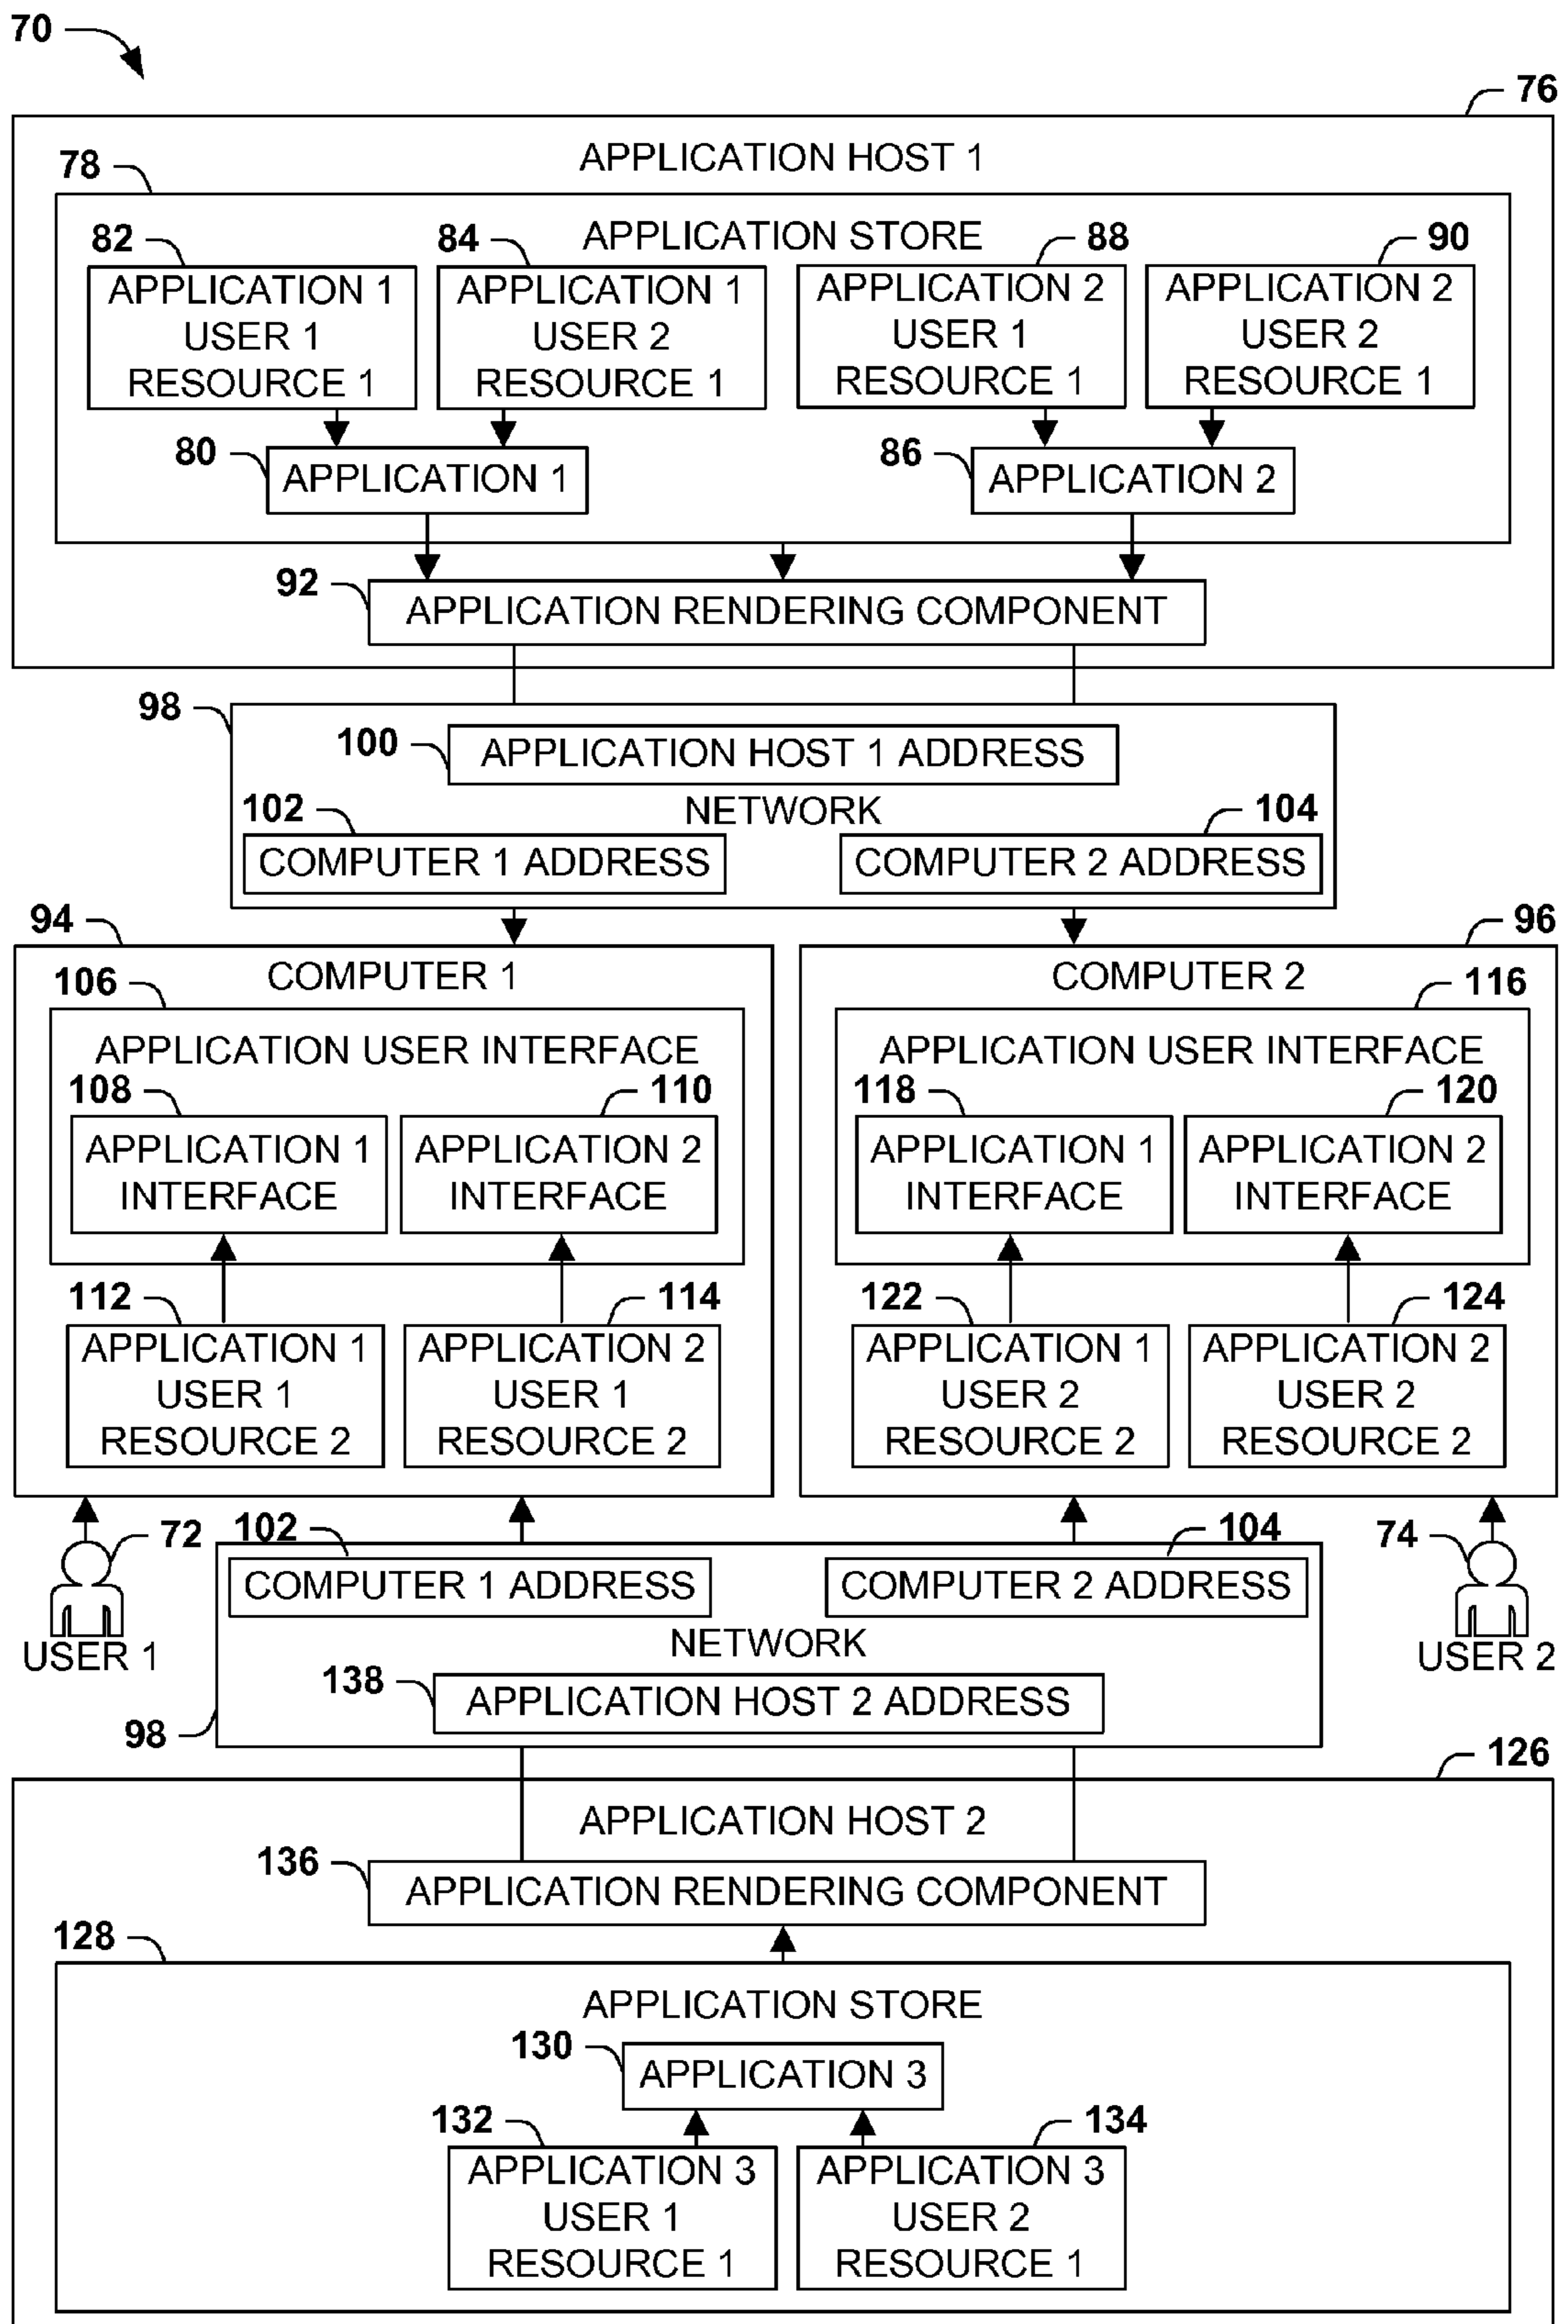 70
76
APPLICATION HOST 1
78
APPLICATION STORE
82
84
88
90
APPLICATION 1
USER 1
RESOURCE 1
APPLICATION 1
USER 2
RESOURCE 1
APPLICATION 2
USER 1
RESOURCE 1
APPLICATION 2
USER 2
RESOURCE 1
80
APPLICATION 1
86
APPLICATION 2
92
APPLICATION RENDERING COMPONENT
98
100
APPLICATION HOST 1 ADDRESS
NETWORK
102
COMPUTER 1 ADDRESS
104
COMPUTER 2 ADDRESS
94
COMPUTER 1
106
APPLICATION USER INTERFACE
108
APPLICATION 1
INTERFACE
110
APPLICATION 2
INTERFACE
112
APPLICATION 1
USER 1
RESOURCE 2
114
APPLICATION 2
USER 1
RESOURCE 2
96
COMPUTER 2
116
APPLICATION USER INTERFACE
118
APPLICATION 1
INTERFACE
120
APPLICATION 2
INTERFACE
122
APPLICATION 1
USER 2
RESOURCE 2
124
APPLICATION 2
USER 2
RESOURCE 2
72
USER 1
74
USER 2
102
COMPUTER 1 ADDRESS
104
COMPUTER 2 ADDRESS
NETWORK
138
APPLICATION HOST 2 ADDRESS
98
126
APPLICATION HOST 2
136
APPLICATION RENDERING COMPONENT
128
APPLICATION STORE
130
APPLICATION 3
132
APPLICATION 3
USER 1
RESOURCE 1
134
APPLICATION 3
USER 2
RESOURCE 1